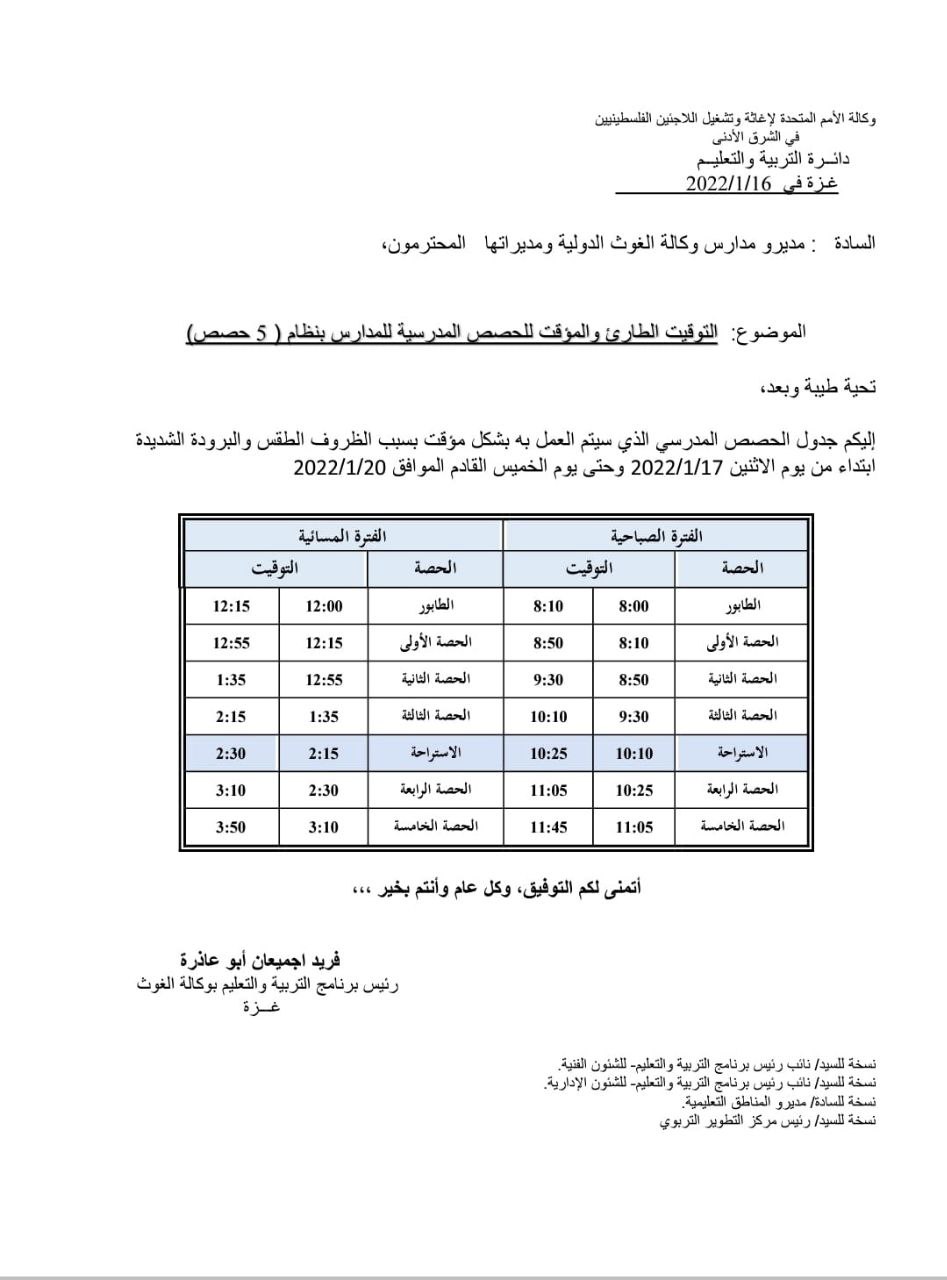 وكالة الأمم المتحدة لإغاثة وتشغيل اللاجئين الفلسطينيين
في الشرق الأدنى
دائـرة التربية والتعليـم
غـزة في 2022/1/16
السادة : مديرو مدارس وكالة الغوث الدولية ومديراتها المحترمون،
الموضوع: التوقيت الطارئ والمؤقت للحصص المدرسية للمدارس بنظام ( 5 حصص)
تحية طيبة وبعد،
إليكم جدول الحصص المدرسي الذي سيتم العمل به بشكل مؤقت بسبب الظروف الطقس والبرودة الشديدة
ابتداء من يوم الاثنين 2022/1/17 وحتى يوم الخميس القادم الموافق 2022/1/20
الفترة الصباحية الفترة المسائية
الحصة التوقيت الحصة التوقيت
الطابور 8:00 8:10 الطابور 12:00 12:15
الحصة الأولى 8:10 8:50 الحصة الأولى 12:15 12:55
الحصة الثانية 8:50 9:30 الحصة الثانية 12:55 1:35
الحصة الثالثة 9:30 10:10 الحصة الثالثة 1:35 2:15
الاستراحة 10:10 10:25 الاستراحة 2:15 2:30
الحصة الرابعة 10:25 11:05 الحصة الرابعة 2:30 3:10
الحصة الخامسة 11:05 11:45 الحصة الخامسة 3:10 3:50
أتمنى لكم التوفيق، وكل عام وأنتم بخير ،،،
فريد اجميعان أبو عاذرة
رئيس برنامج التربية والتعليم بوكالة الغوث
غـــزة
نسخة للسيد/ نائب رئيس برنامج التربية والتعليم- للشئون الفنية.
نسخة للسيد/ نائب رئيس برنامج التربية والتعليم- للشئون الإدارية.
نسخة للسادة/ مديرو المناطق التعليمية.
نسخة للسيد/ رئيس مركز التطوير التربوي